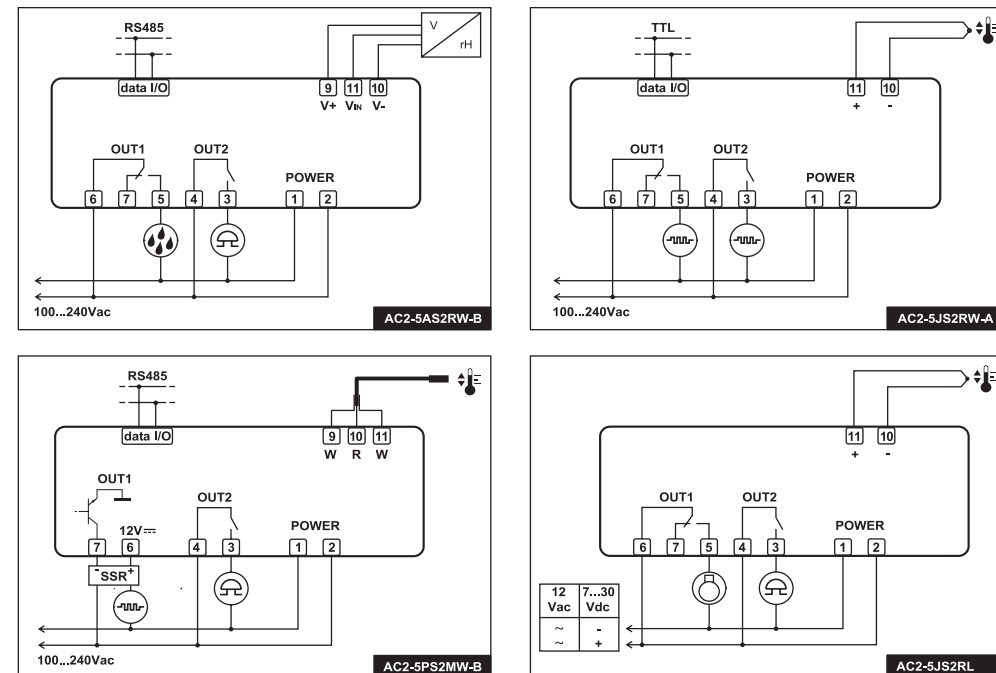 RS485
data I/O
V
rH
9 11 10
V+ VIN V-
OUT1 OUT2 POWER
6 7 5 4 3 1 2
100...240Vac
AC2-5AS2RW-B
TTL
data I/O
11 10
+ -
OUT1 OUT2 POWER
6 7 5 4 3 1 2
100...240Vac
AC2-5JS2RW-A
RS485
data I/O
9 10 11
W R W
OUT1
12V
OUT2 POWER
7 6 4 3 1 2
- SSR +
100...240Vac
AC2-5PS2MW-B
11 10
+ -
OUT1 OUT2 POWER
6 7 5 4 3 1 2
12 7...30
Vac Vdc
~ -
~ +
AC2-5JS2RL